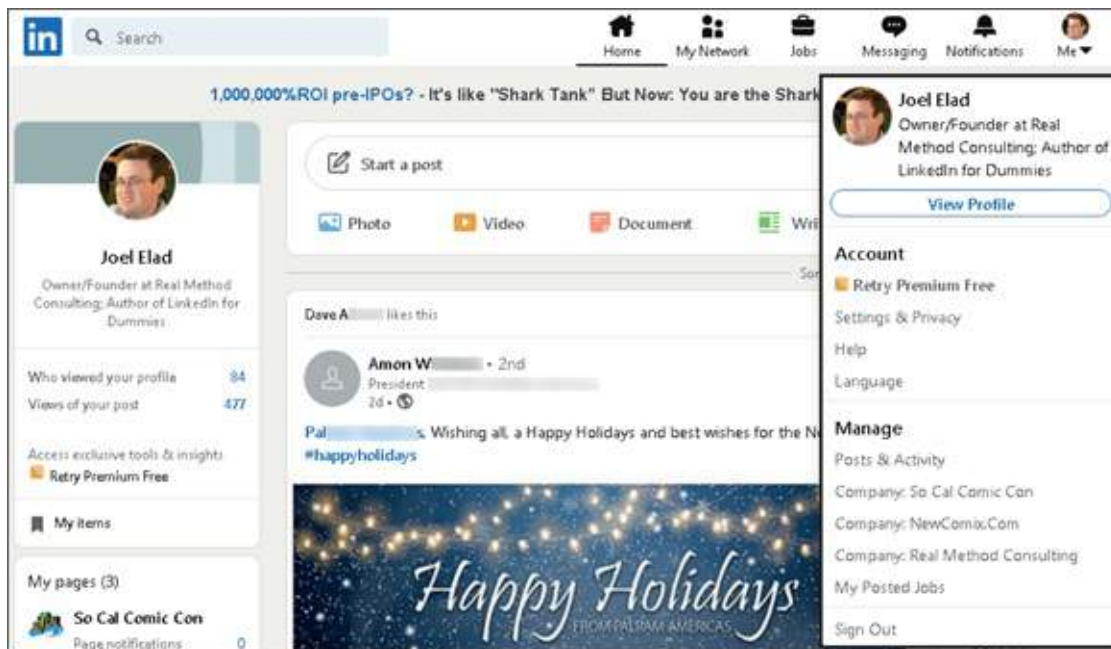 in
Search
Home
My Network
Jobs
Messaging
Notifications
Me
1,000,000%ROI pre-IPOs? - It's like "Shark Tank" But Now: You are the Shark
Joel Elad
Owner/Founder at Real Method
Consulting; Author of LinkedIn for
Dummies
Who viewed your profile 84
Views of your post 477
Access exclusive tools & insights
Retry Premium Free
My items
My pages (3)
So Cal Comic Con
Page notifications 0
Start a post
Photo
Video
Document
Wri
Sor
Dave A likes this
Amon W • 2nd
President
2d •
Pal s, Wishing all, a Happy Holidays and best wishes for the N
#happyholidays
Happy Holidays
FROM PALRAM AMERICAS
Joel Elad
Owner/Founder at Real
Method Consulting; Author of
LinkedIn for Dummies
View Profile
Account
Retry Premium Free
Settings & Privacy
Help
Language
Manage
Posts & Activity
Company: So Cal Comic Con
Company: NewComix.Com
Company: Real Method Consulting
My Posted Jobs
Sign Out